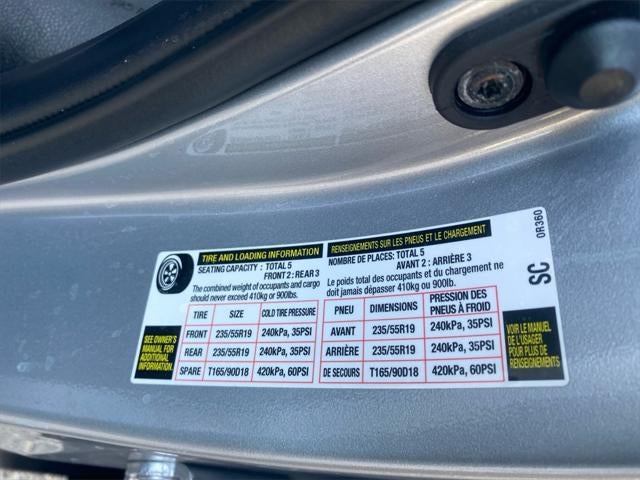 TIRE AND LOADING INFORMATION
SEATING CAPACITY : TOTAL 5
FRONT 2 : REAR 3
The combined weight of occupants and cargo
should never exceed 410kg or 900lbs.
TIRE SIZE COLD TIRE PRESSURE
FRONT 235/55R19 240kPa, 35PSI
REAR 235/55R19 240kPa, 35PSI
SPARE T165/90D18 420kPa, 60PSI
SEE OWNER'S
MANUAL FOR
ADDITIONAL
INFORMATION.
RENSEIGNEMENTS SUR LES PNEUS ET LE CHARGEMENT
NOMBRE DE PLACES: TOTAL 5
AVANT 2 : ARRIÈRE 3
Le poids total des occupants et du chargement ne
doit jamais dépasser 410kg ou 900lb.
PNEU DIMENSIONS PRESSION DES
PNEUS À FROID
AVANT 235/55R19 240kPa, 35PSI
ARRIÈRE 235/55R19 240kPa, 35PSI
DE SECOURS T165/90D18 420kPa, 60PSI
VOIR LE MANUEL
DE L'USAGER
POUR PLUS DE
RENSEIGNEMENTS
SC
0R360